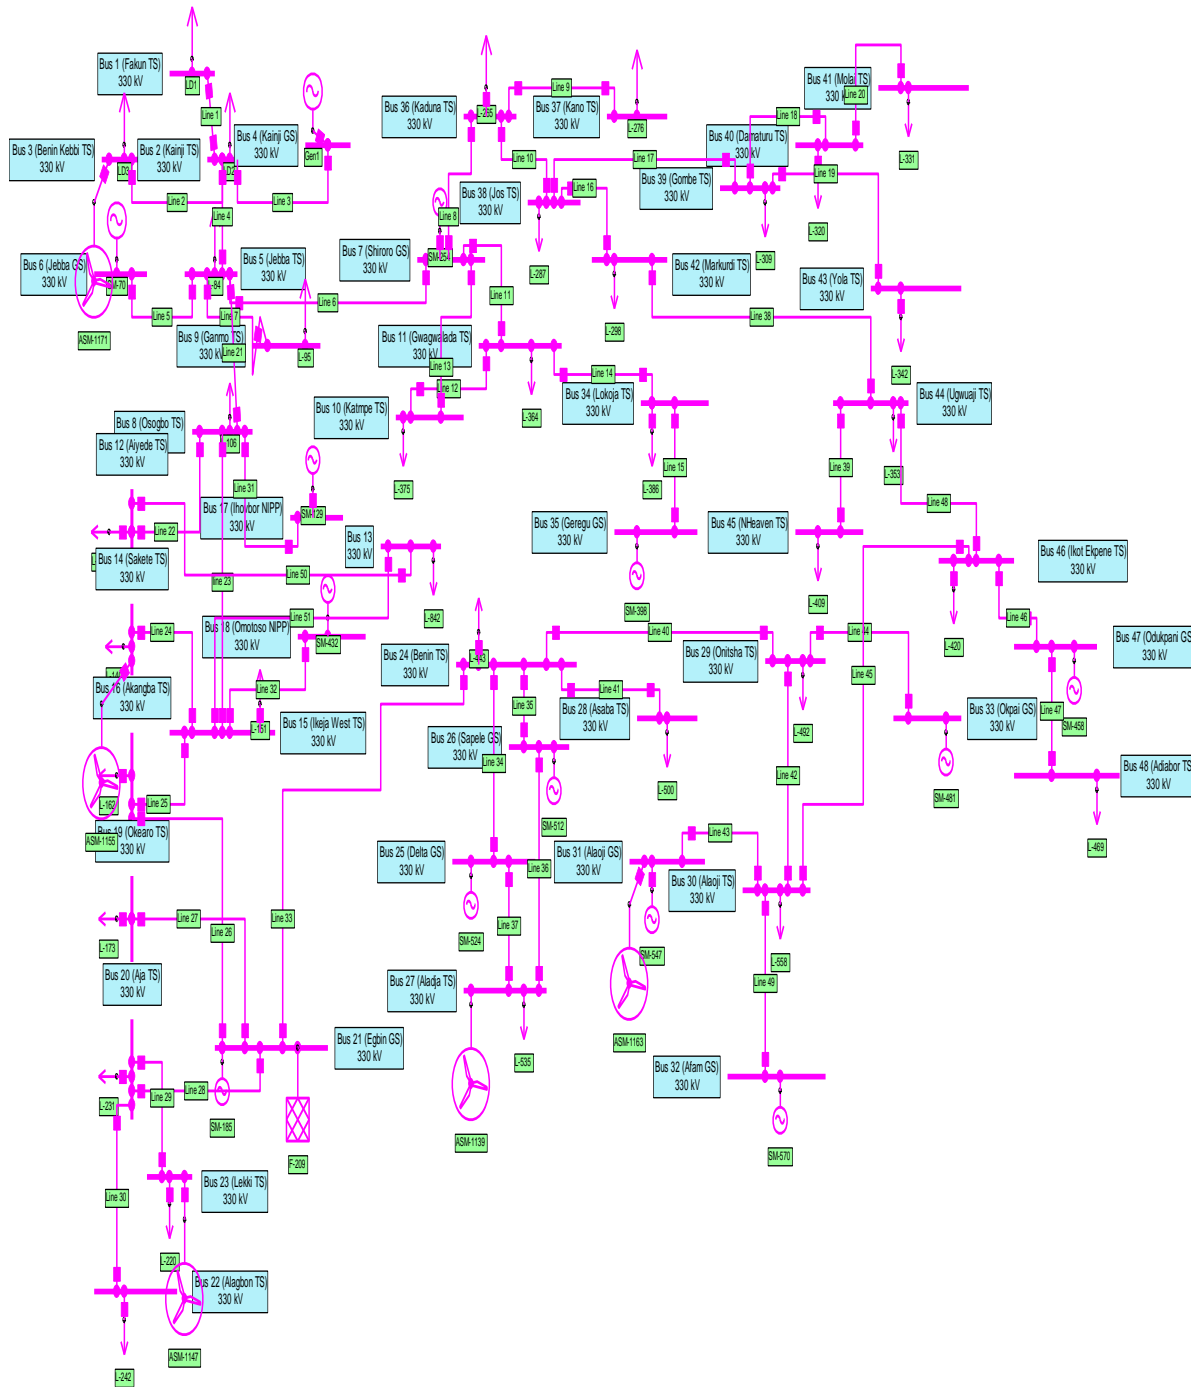 Bus 1 (Fakun TS)
330 kV
LD1
Line 1
Bus 3 (Benin Kebbi TS)
330 kV
Bus 2 (Kainji TS)
330 kV
Bus 4 (Kainji GS)
330 kV
Gen1
Line 2
Line 3
Line 4
Bus 6 (Jebba GS)
330 kV
ASM-1171
L-84
Bus 5 (Jebba TS)
330 kV
Line 5
Line 7
Line 6
Bus 9 (Ganmo TS)
330 kV
Line 21
L-95
Bus 36 (Kaduna TS)
330 kV
L-265
Line 9
Bus 37 (Kano TS)
330 kV
L-276
Line 10
Line 17
Bus 38 (Jos TS)
330 kV
Line 16
Line 8
Bus 7 (Shiroro GS)
330 kV
SM-254
L-287
L-298
Line 11
Bus 41 (Molai TS)
330 kV
Line 20
Line 18
L-331
Bus 40 (Damaturu TS)
330 kV
Bus 39 (Gombe TS)
330 kV
Line 19
L-320
L-309
Bus 42 (Markurdi TS)
330 kV
Bus 43 (Yola TS)
330 kV
Line 38
L-342
Bus 11 (Gwagwalada TS)
330 kV
Line 13
Line 12
Line 14
Bus 10 (Katmpe TS)
330 kV
L-364
L-375
Bus 34 (Lokoja TS)
330 kV
L-386
Line 15
Bus 44 (Ugwuaji TS)
330 kV
L-353
Line 39
Line 48
Bus 8 (Osogbo TS)
330 kV
Bus 12 (Aiyede TS)
330 kV
Line 31
Bus 17 (Ihovbor NIPP)
330 kV
SM-429
Line 22
Bus 13
330 kV
Bus 14 (Sakete TS)
330 kV
Line 50
Line 23
Line 51
L-842
Bus 35 (Geregu GS)
330 kV
SM-398
Bus 45 (NHeaven TS)
330 kV
L-409
Bus 46 (Ikot Ekpene TS)
330 kV
L-420
Line 46
Line 24
Bus 18 (Omotoso NIPP)
330 kV
SM-432
Line 32
Bus 16 (Akangba TS)
330 kV
L-151
Bus 15 (Ikeja West TS)
330 kV
Bus 24 (Benin TS)
330 kV
Line 40
Line 41
Line 35
Bus 29 (Onitsha TS)
330 kV
Line 44
Line 45
Bus 47 (Odukpani GS)
330 kV
SM-458
Line 47
Bus 28 (Asaba TS)
330 kV
L-492
Bus 33 (Okpai GS)
330 kV
Bus 26 (Sapele GS)
330 kV
Line 34
L-500
Line 42
SM-481
Bus 48 (Adiabor TS)
330 kV
L-469
L-162
Line 25
ASM-1155
Bus 19 (Okearo TS)
330 kV
SM-512
Line 43
Bus 25 (Delta GS)
330 kV
Line 36
Bus 31 (Alaoji GS)
330 kV
Bus 30 (Alaoji TS)
330 kV
Line 27
Line 26
Line 33
L-173
SM-524
Line 37
SM-547
L-558
Bus 20 (Aja TS)
330 kV
Bus 27 (Aladja TS)
330 kV
Line 49
Bus 21 (Egbin GS)
330 kV
L-535
ASM-1163
Bus 32 (Afam GS)
330 kV
L-231
Line 29
Line 28
SM-185
F-209
ASM-1139
SM-570
Line 30
Bus 23 (Lekki TS)
330 kV
L-220
Bus 22 (Alagbon TS)
330 kV
ASM-1147
L-242